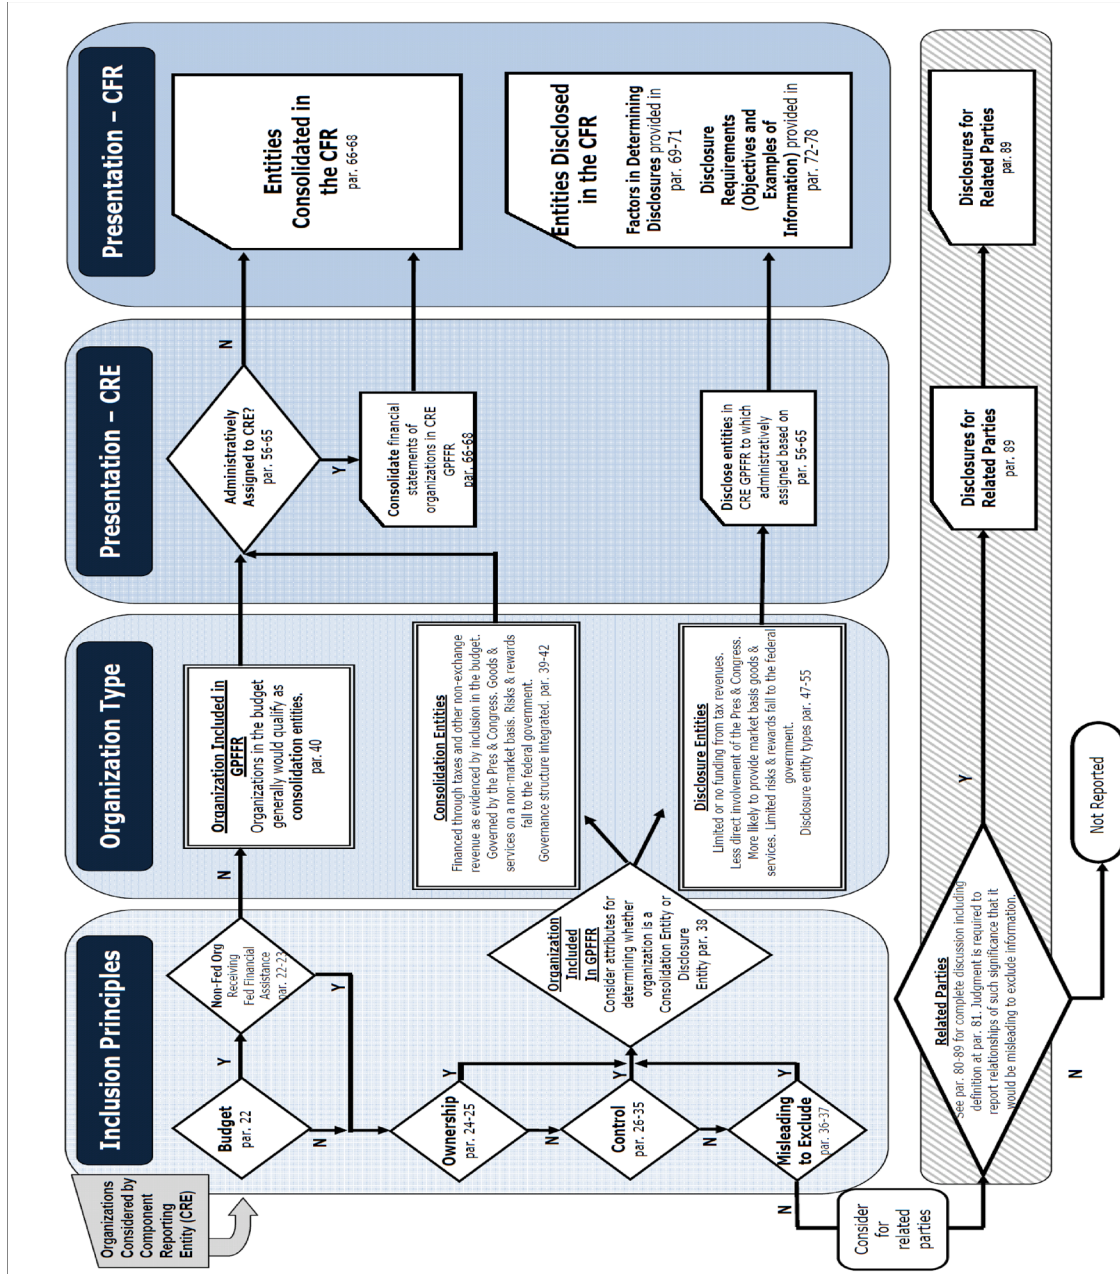 Organizations
Considered by
Component
Reporting
Entity (CRE)
Inclusion Principles
Budget
par. 22
Y
N
Non-Fed Org
Receiving
Fed Financial
Assistance
par. 22-23
N
Y
Ownership
par. 24-25
Y
N
Control
par. 26-35
Y
N
Misleading
to Exclude
par. 36-37
Y
N
Organization
Included
In GPFFR
Consider attributes for
determining whether
organization is a
Consolidation Entity or
Disclosure
Entity par. 38
Organization Type
Organization Included in
GPFFR
Organizations in the budget
generally would qualify as
consolidation entities.
par. 40
Consolidation Entities
Financed through taxes and other non-exchange
revenue as evidenced by inclusion in the budget.
Governed by the Pres & Congress. Goods &
services on a non-market basis. Risks & rewards
fall to the federal government.
Governance structure integrated. par. 39-42
Disclosure Entities
Limited or no funding from tax revenues.
Less direct involvement of the Pres & Congress.
More likely to provide market basis goods &
services. Limited risks & rewards fall to the federal
government.
Disclosure entity types par. 47-55
Presentation – CRE
Administratively
Assigned to CRE?
par. 56-65
N
Y
Consolidate financial
statements of
organizations in CRE
GPFFR
par. 66-68
Disclose entities in
CRE GPFFR to which
administratively
assigned based on
par. 56-65
Presentation – CFR
Entities
Consolidated in
the CFR
par. 66-68
Entities Disclosed
in the CFR
Factors in Determining
Disclosures provided in
par. 69-71
Disclosure
Requirements
(Objectives and
Examples of
Information) provided in
par. 72-78
Consider
for
related
parties
Related Parties
See par. 80-89 for complete discussion including
definition at par. 81. Judgment is required to
report relationships of such significance that it
would be misleading to exclude information.
Y
N
Disclosures for
Related Parties
par. 89
Disclosures for
Related Parties
par. 89
Not Reported